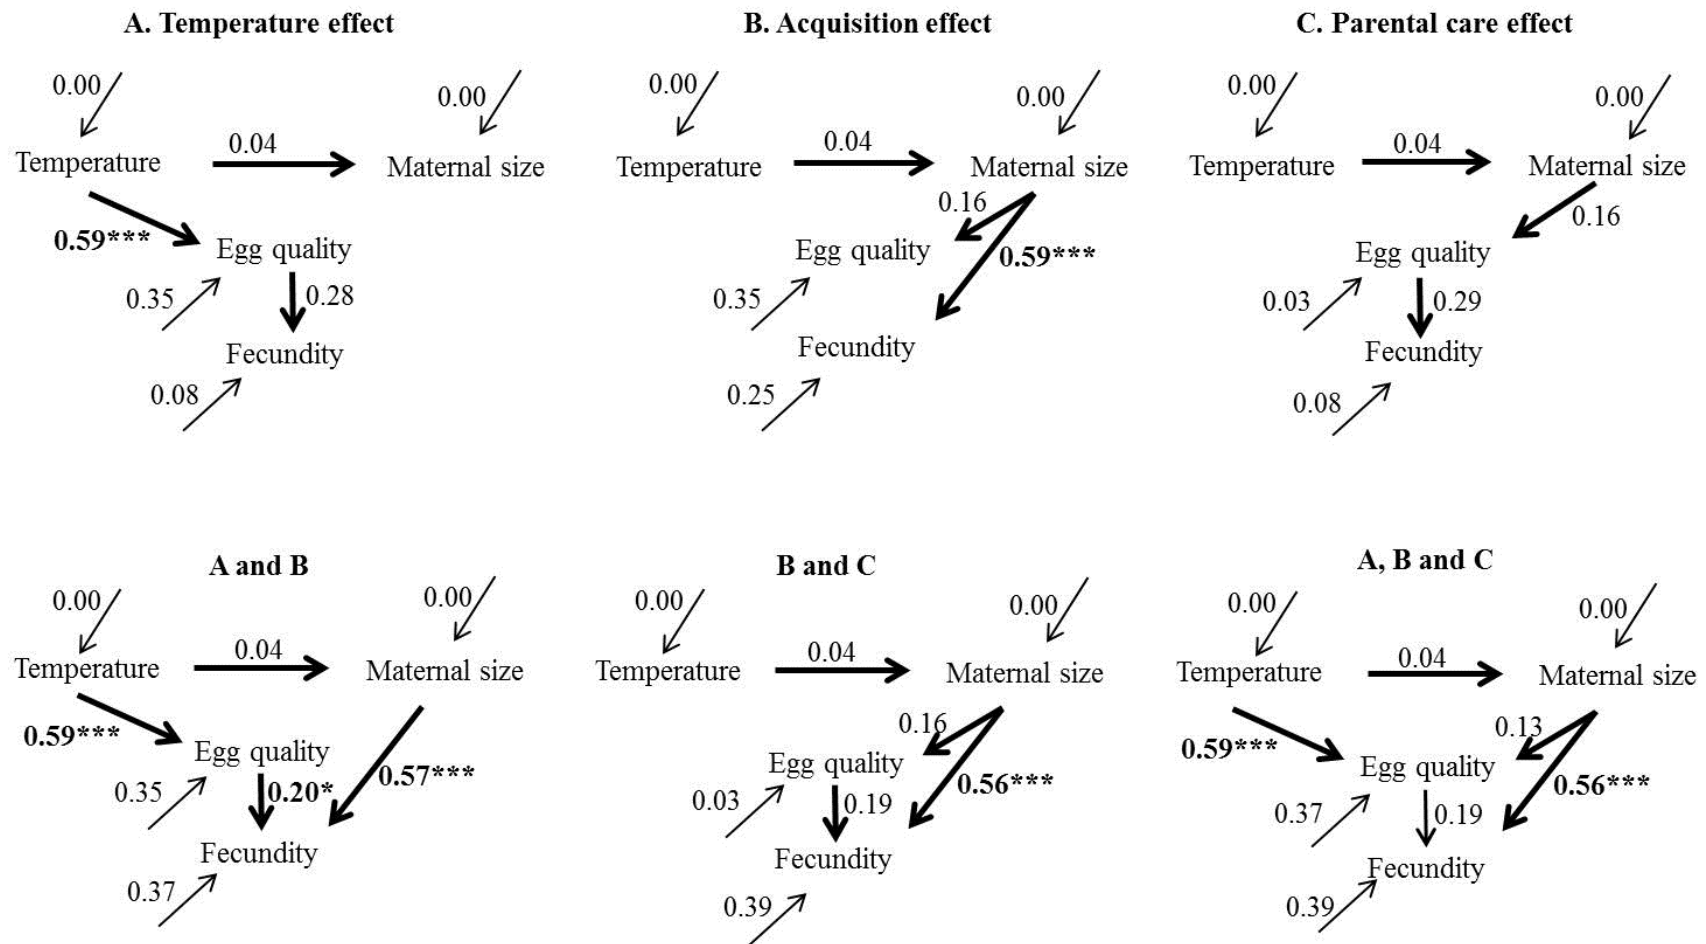 A. Temperature effect
0.00
0.00
Temperature
0.04
Maternal size
0.59***
Egg quality
0.35
0.28
Fecundity
0.08
B. Acquisition effect
0.00
0.00
Temperature
0.04
Maternal size
0.16
Egg quality
0.59***
0.35
Fecundity
0.25
C. Parental care effect
0.00
0.00
Temperature
0.04
Maternal size
0.16
Egg quality
0.03
0.29
Fecundity
0.08
A and B
0.00
0.00
Temperature
0.04
Maternal size
0.59***
Egg quality
0.35
0.20*
0.57***
Fecundity
0.37
B and C
0.00
0.00
Temperature
0.04
Maternal size
0.16
Egg quality
0.56***
0.03
0.19
Fecundity
0.39
A, B and C
0.00
0.00
Temperature
0.04
Maternal size
0.59***
0.13
Egg quality
0.56***
0.37
0.19
Fecundity
0.39